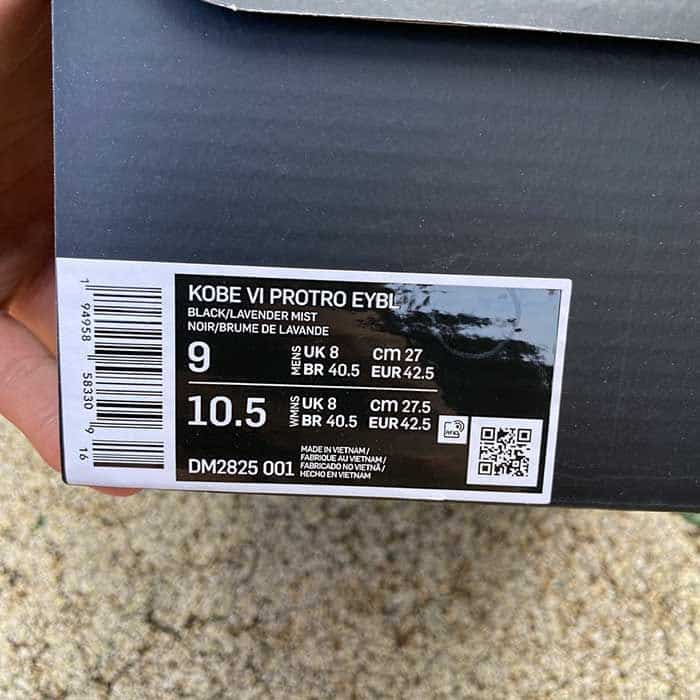 KOBE VI PROTRO EYBL
BLACK/LAVENDER MIST
NOIR/BRUME DE LAVANDE
9 MENS UK 8 cm 27
BR 40.5 EUR 42.5
10.5 WMNS UK 8 cm 27.5
BR 40.5 EUR 42.5
RFID
DM2825 001
MADE IN VIETNAM /
FABRIQUE AU VIETNAM /
FABRICADO NO VIETNÃ /
HECHO EN VIETNAM
1 94958 58330 9 16